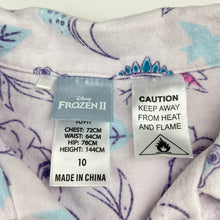 Disney
FROZEN II
CHEST: 72CM
WAIST: 64CM
HIP: 78CM
HEIGHT: 144CM
10
MADE IN CHINA
CAUTION
KEEP AWAY
FROM HEAT
AND FLAME